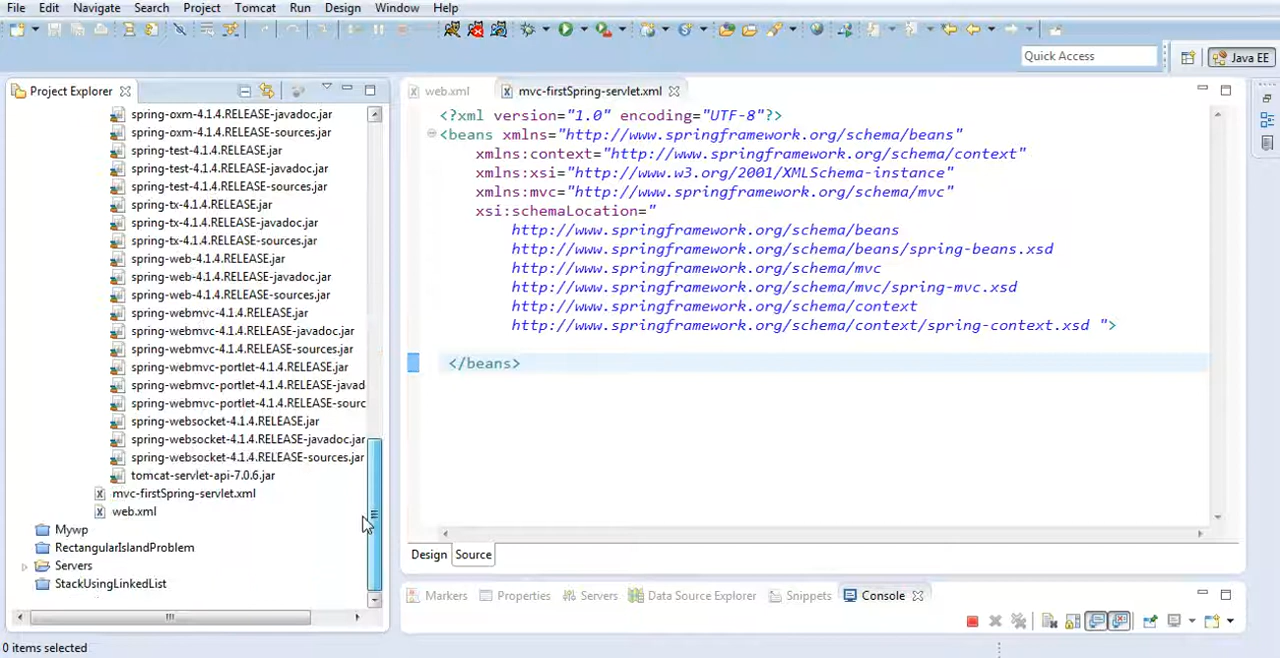 File Edit Navigate Search Project Tomcat Run Design Window Help
Quick Access
Java EE
Project Explorer
spring-oxm-4.1.4.RELEASE-javadoc.jar
spring-oxm-4.1.4.RELEASE-sources.jar
spring-test-4.1.4.RELEASE.jar
spring-test-4.1.4.RELEASE-javadoc.jar
spring-test-4.1.4.RELEASE-sources.jar
spring-tx-4.1.4.RELEASE.jar
spring-tx-4.1.4.RELEASE-javadoc.jar
spring-tx-4.1.4.RELEASE-sources.jar
spring-web-4.1.4.RELEASE.jar
spring-web-4.1.4.RELEASE-javadoc.jar
spring-web-4.1.4.RELEASE-sources.jar
spring-webmvc-4.1.4.RELEASE.jar
spring-webmvc-4.1.4.RELEASE-javadoc.jar
spring-webmvc-4.1.4.RELEASE-sources.jar
spring-webmvc-portlet-4.1.4.RELEASE.jar
spring-webmvc-portlet-4.1.4.RELEASE-javad
spring-webmvc-portlet-4.1.4.RELEASE-sourc
spring-websocket-4.1.4.RELEASE.jar
spring-websocket-4.1.4.RELEASE-javadoc.jar
spring-websocket-4.1.4.RELEASE-sources.jar
tomcat-servlet-api-7.0.6.jar
mvc-firstSpring-servlet.xml
web.xml
Mywp
RectangularIslandProblem
Servers
StackUsingLinkedList
web.xml mvc-firstSpring-servlet.xml
<?xml version="1.0" encoding="UTF-8"?>
<beans xmlns="http://www.springframework.org/schema/beans"
xmlns:context="http://www.springframework.org/schema/context"
xmlns:xsi="http://www.w3.org/2001/XMLSchema-instance"
xmlns:mvc="http://www.springframework.org/schema/mvc"
xsi:schemaLocation="
http://www.springframework.org/schema/beans
http://www.springframework.org/schema/beans/spring-beans.xsd
http://www.springframework.org/schema/mvc
http://www.springframework.org/schema/mvc/spring-mvc.xsd
http://www.springframework.org/schema/context
http://www.springframework.org/schema/context/spring-context.xsd ">
</beans>
Design Source
Markers Properties Servers Data Source Explorer Snippets Console
0 items selected